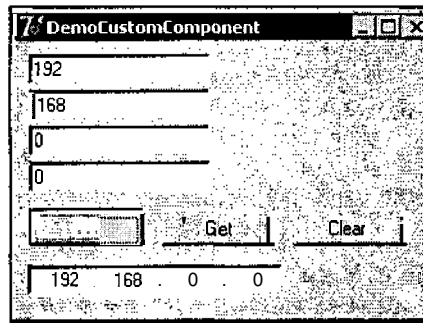 DemoCustomComponent
192
168
0
0
Get Clear
192 168 . 0 . 0